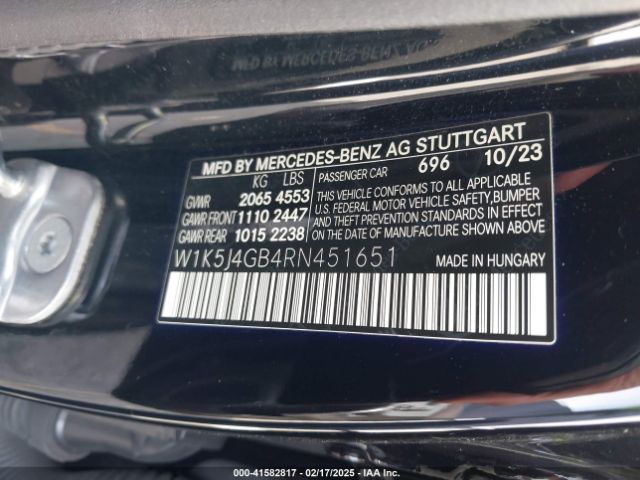 MFD BY MERCEDES-BENZ AG STUTTGART
KG LBS
GVWR 2065 4553
GAWR FRONT 1110 2447
GAWR REAR 1015 2238
PASSENGER CAR 696 10/23
THIS VEHICLE CONFORMS TO ALL APPLICABLE
U.S. FEDERAL MOTOR VEHICLE SAFETY,BUMPER
AND THEFT PREVENTION STANDARDS IN EFFECT
ON THE DATE OF MANUFACTURE SHOWN ABOVE.
W1K5J4GB4RN451651
MADE IN HUNGARY
000-41582817 - 02/17/2025 - Copyright IAA, Inc.